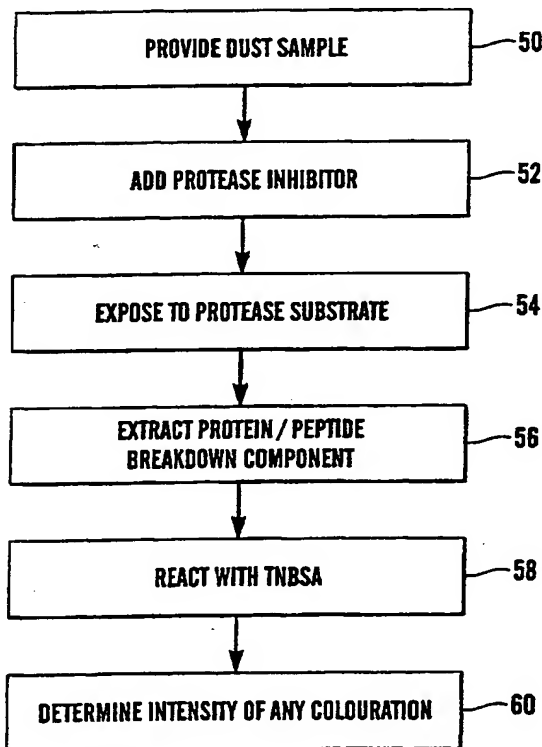 PROVIDE DUST SAMPLE
50
ADD PROTEASE INHIBITOR
52
EXPOSE TO PROTEASE SUBSTRATE
54
EXTRACT PROTEIN / PEPTIDE
BREAKDOWN COMPONENT
56
REACT WITH TNBSA
58
DETERMINE INTENSITY OF ANY COLOURATION
60